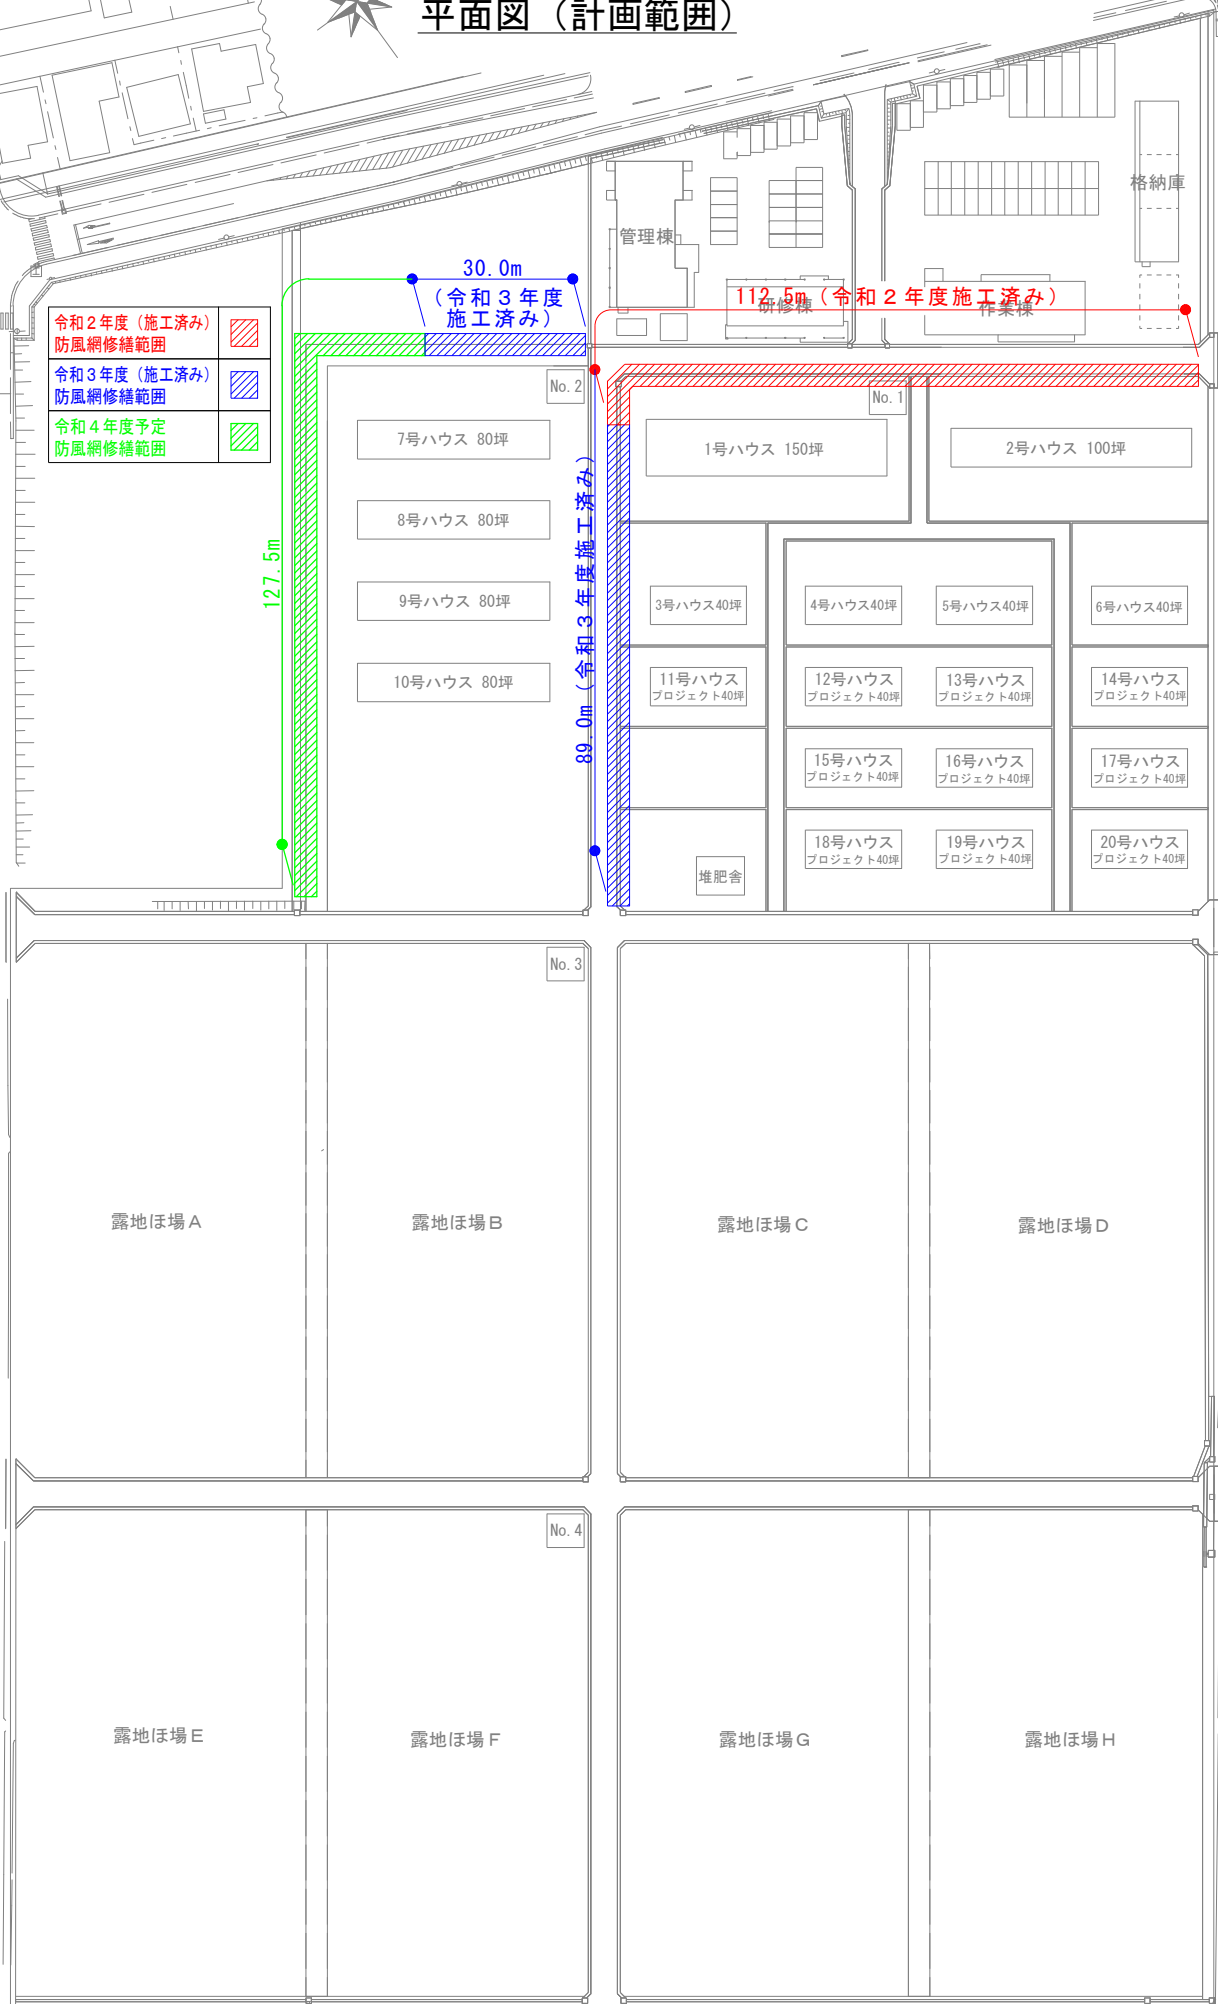 平面図（計画範囲）
格納庫
管理棟
30.0m
（令和３年度
施工済み）
112.5m（令和２年度施工済み）
研修棟
作業棟
令和２年度（施工済み）
防風網修繕範囲
令和３年度（施工済み）
防風網修繕範囲
令和４年度予定
防風網修繕範囲
No.2
No.1
7号ハウス 80坪
1号ハウス 150坪
2号ハウス 100坪
8号ハウス 80坪
127.5m
89.0m（令和３年度施工済み）
9号ハウス 80坪
3号ハウス40坪
4号ハウス40坪
5号ハウス40坪
6号ハウス40坪
10号ハウス 80坪
11号ハウス
プロジェクト40坪
12号ハウス
プロジェクト40坪
13号ハウス
プロジェクト40坪
14号ハウス
プロジェクト40坪
15号ハウス
プロジェクト40坪
16号ハウス
プロジェクト40坪
17号ハウス
プロジェクト40坪
18号ハウス
プロジェクト40坪
19号ハウス
プロジェクト40坪
20号ハウス
プロジェクト40坪
堆肥舎
No.3
露地ほ場Ａ
露地ほ場Ｂ
露地ほ場Ｃ
露地ほ場Ｄ
No.4
露地ほ場Ｅ
露地ほ場Ｆ
露地ほ場Ｇ
露地ほ場Ｈ